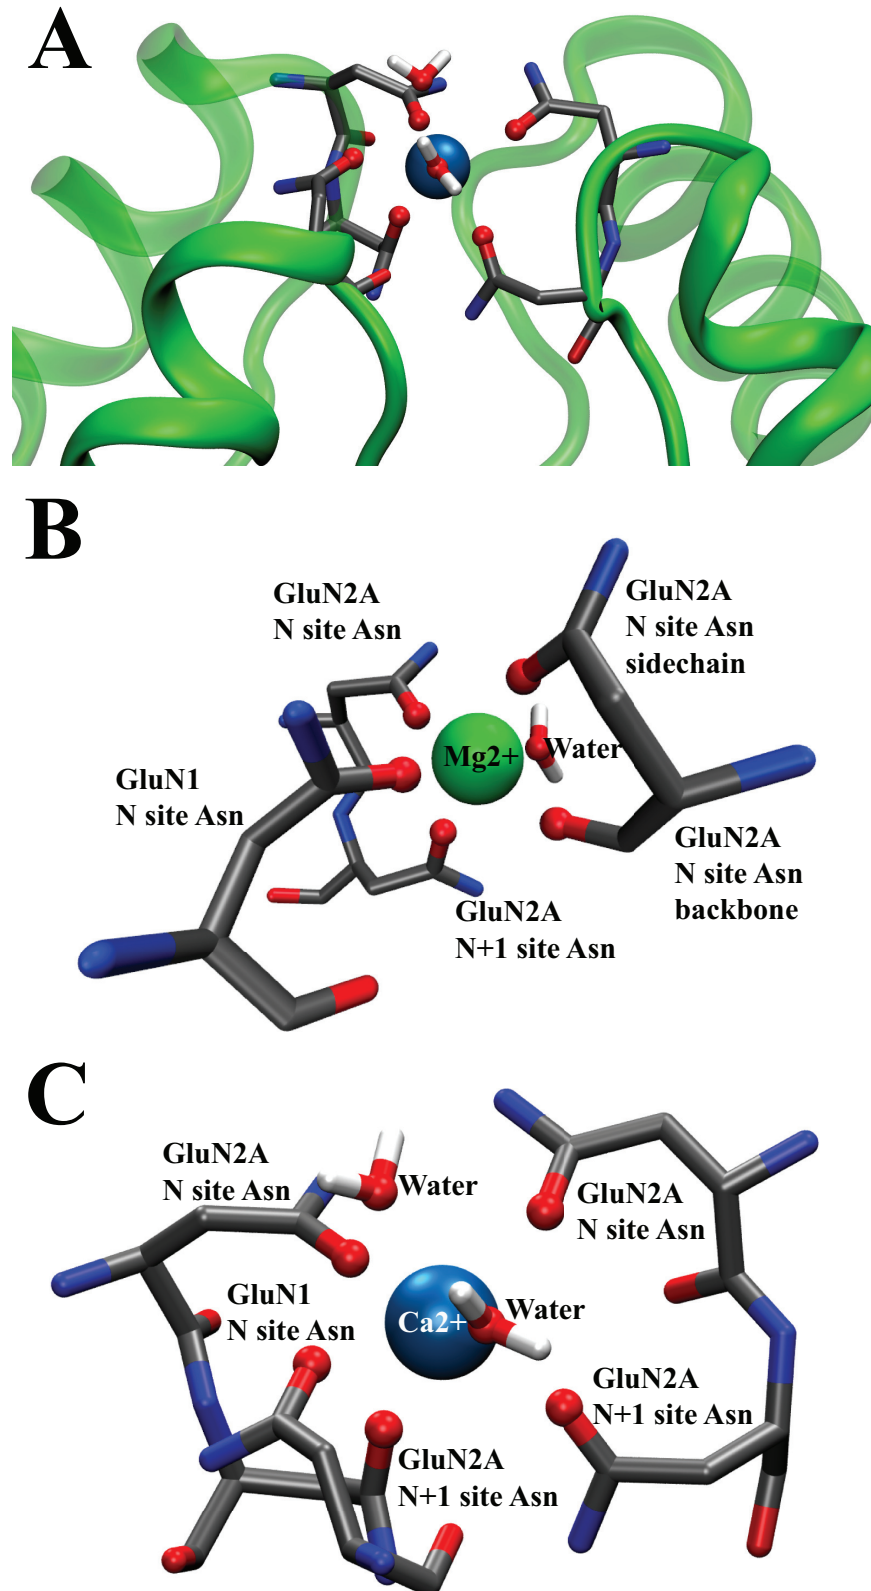 A
B
GluN2A
N site Asn
GluN2A
N site Asn
sidechain
Mg2+
Water
GluN1
N site Asn
GluN2A
N site Asn
backbone
GluN2A
N+1 site Asn
C
GluN2A
N site Asn
Water
GluN2A
N site Asn
GluN1
N site Asn
Ca2+
Water
GluN2A
N+1 site Asn
GluN2A
N+1 site Asn